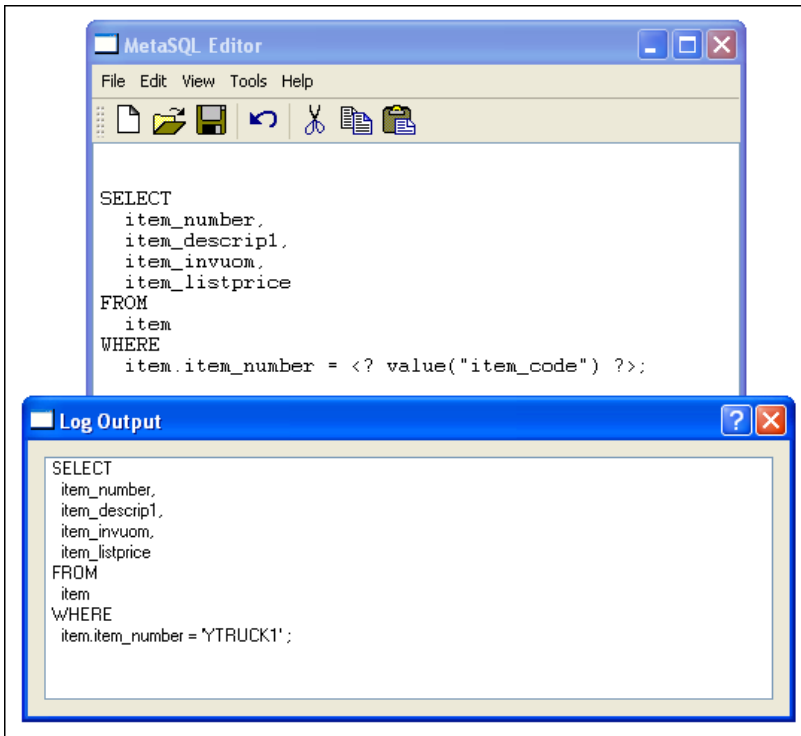 MetaSQL Editor
File Edit View Tools Help
SELECT
item_number,
item_descrip1,
item_invuom,
item_listprice
FROM
item
WHERE
item.item_number = <? value("item_code") ?>;
Log Output
SELECT
item_number,
item_descrip1,
item_invuom,
item_listprice
FROM
item
WHERE
item.item_number = 'YTRUCK1' ;